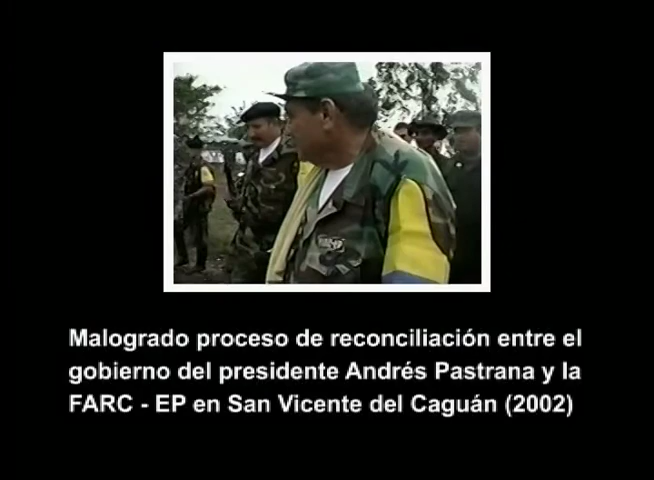 Malogrado proceso de reconciliación entre el
gobierno del presidente Andrés Pastrana y la
FARC - EP en San Vicente del Caguán (2002)